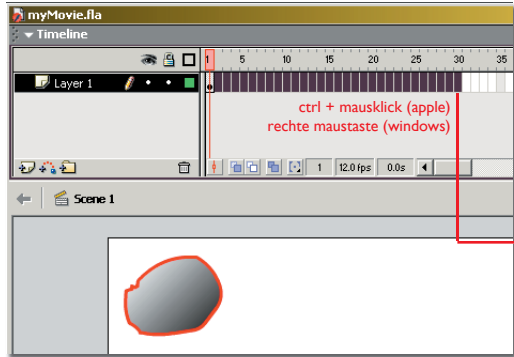 myMovie.fla
Timeline
1 5 10 15 20 25 30 35
Layer 1
ctrl + mausklick (apple)
rechte maustaste (windows)
1 12.0 fps 0.0s
Scene 1